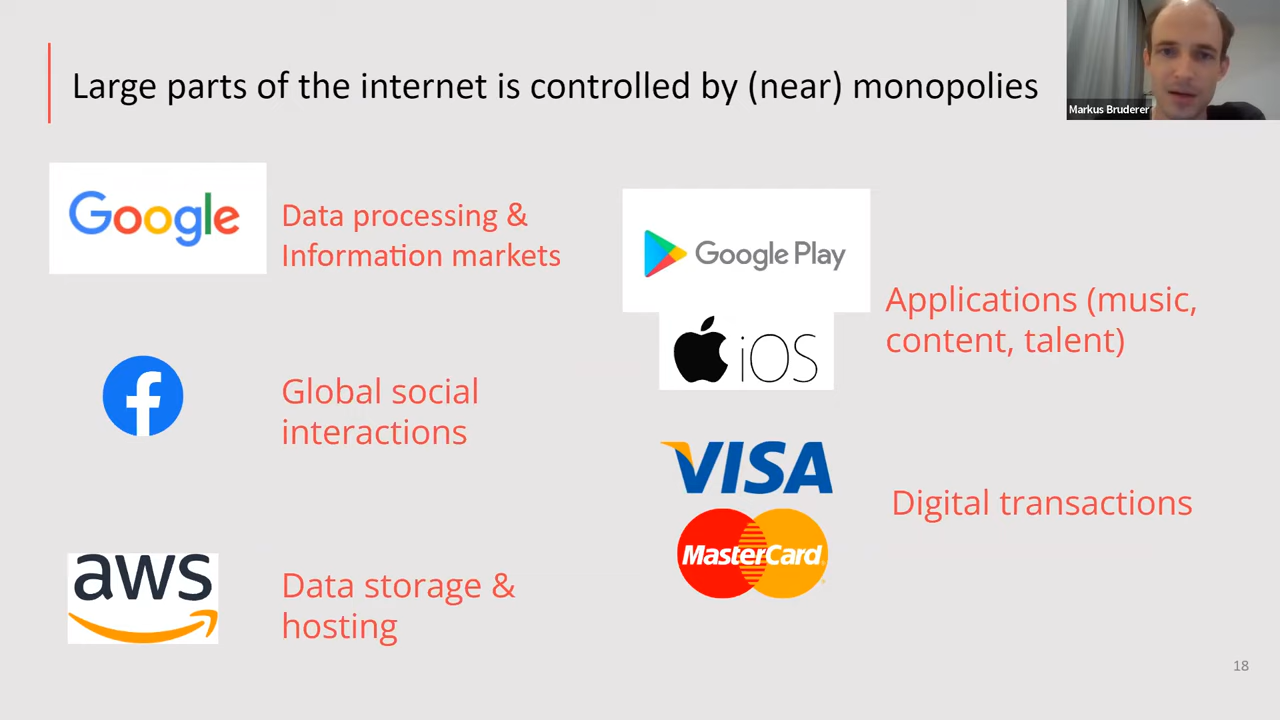 Large parts of the internet is controlled by (near) monopolies
Markus Bruderer
Google
Data processing &
Information markets
Global social
interactions
aws
Data storage &
hosting
Google Play
iOS
Applications (music,
content, talent)
VISA
MasterCard
Digital transactions
18